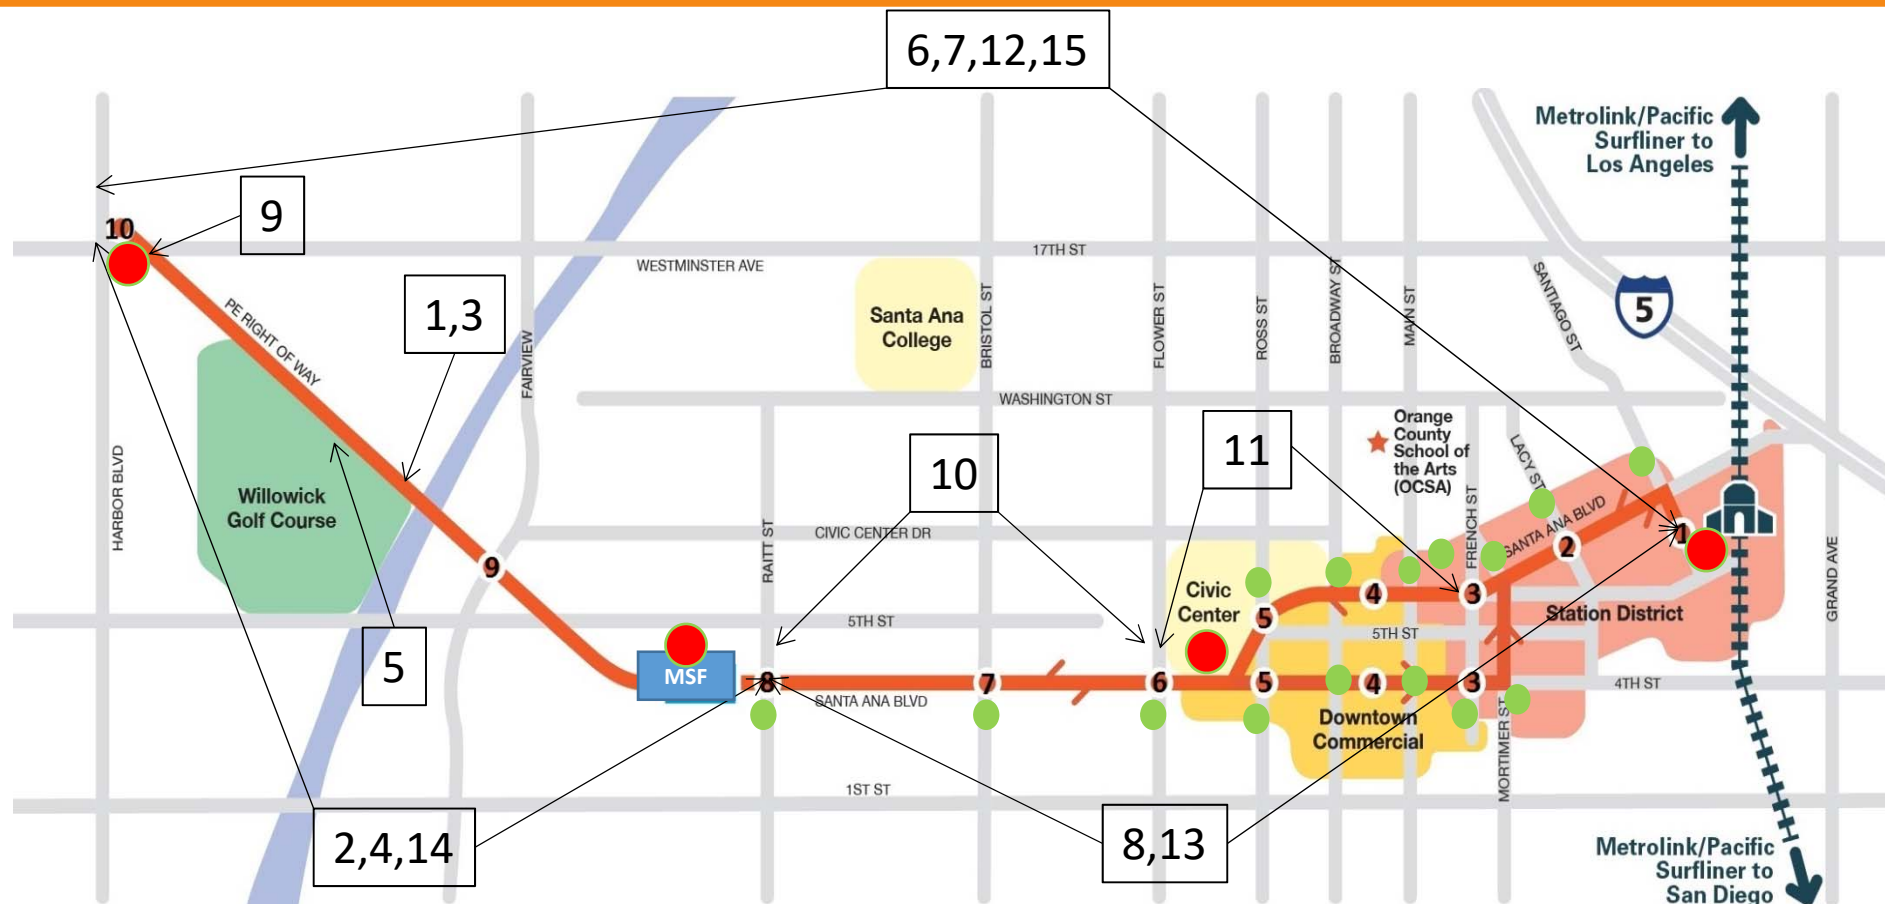 6,7,12,15
Metrolink/Pacific
Surfliner to
Los Angeles
9
10
17TH ST
WESTMINSTER AVE
1,3
PE RIGHT OF WAY
FAIRVIEW
Santa Ana
College
BRISTOL ST
FLOWER ST
ROSS ST
BROADWAY ST
MAIN ST
SANTIAGO ST
5
WASHINGTON ST
HARBOR BLVD
Willowick
Golf Course
10
11
Orange
County
School of
the Arts
(OCSA)
LACY ST
FRENCH ST
SANTA ANA BLVD
RAITT ST
CIVIC CENTER DR
1
2
9
GRAND AVE
Civic
Center
4
3
Station District
5
5TH ST
5TH ST
5
MSF
8
7
6
5
4
3
4TH ST
SANTA ANA BLVD
Downtown
Commercial
MORTIMER ST
1ST ST
2,4,14
8,13
Metrolink/Pacific
Surfliner to
San Diego